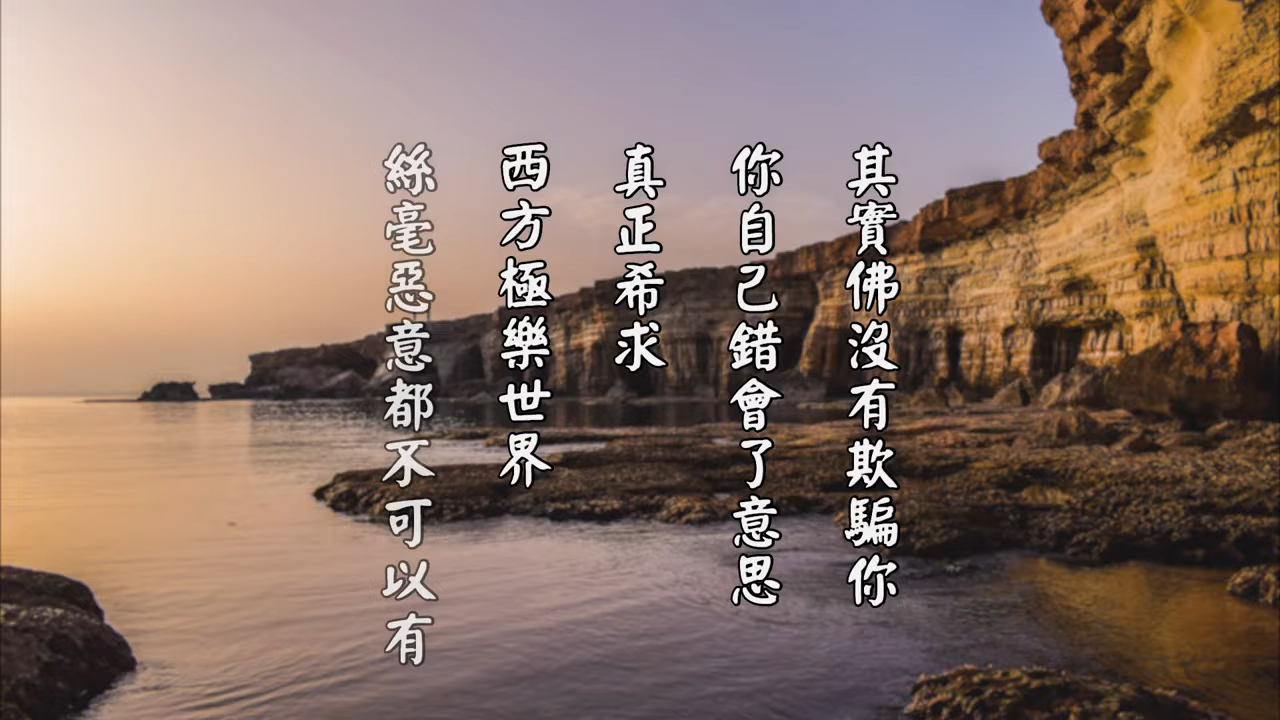 其實佛沒有欺騙你
你自己錯會了意思
真正希求
西方極樂世界
絲毫惡意都不可以有